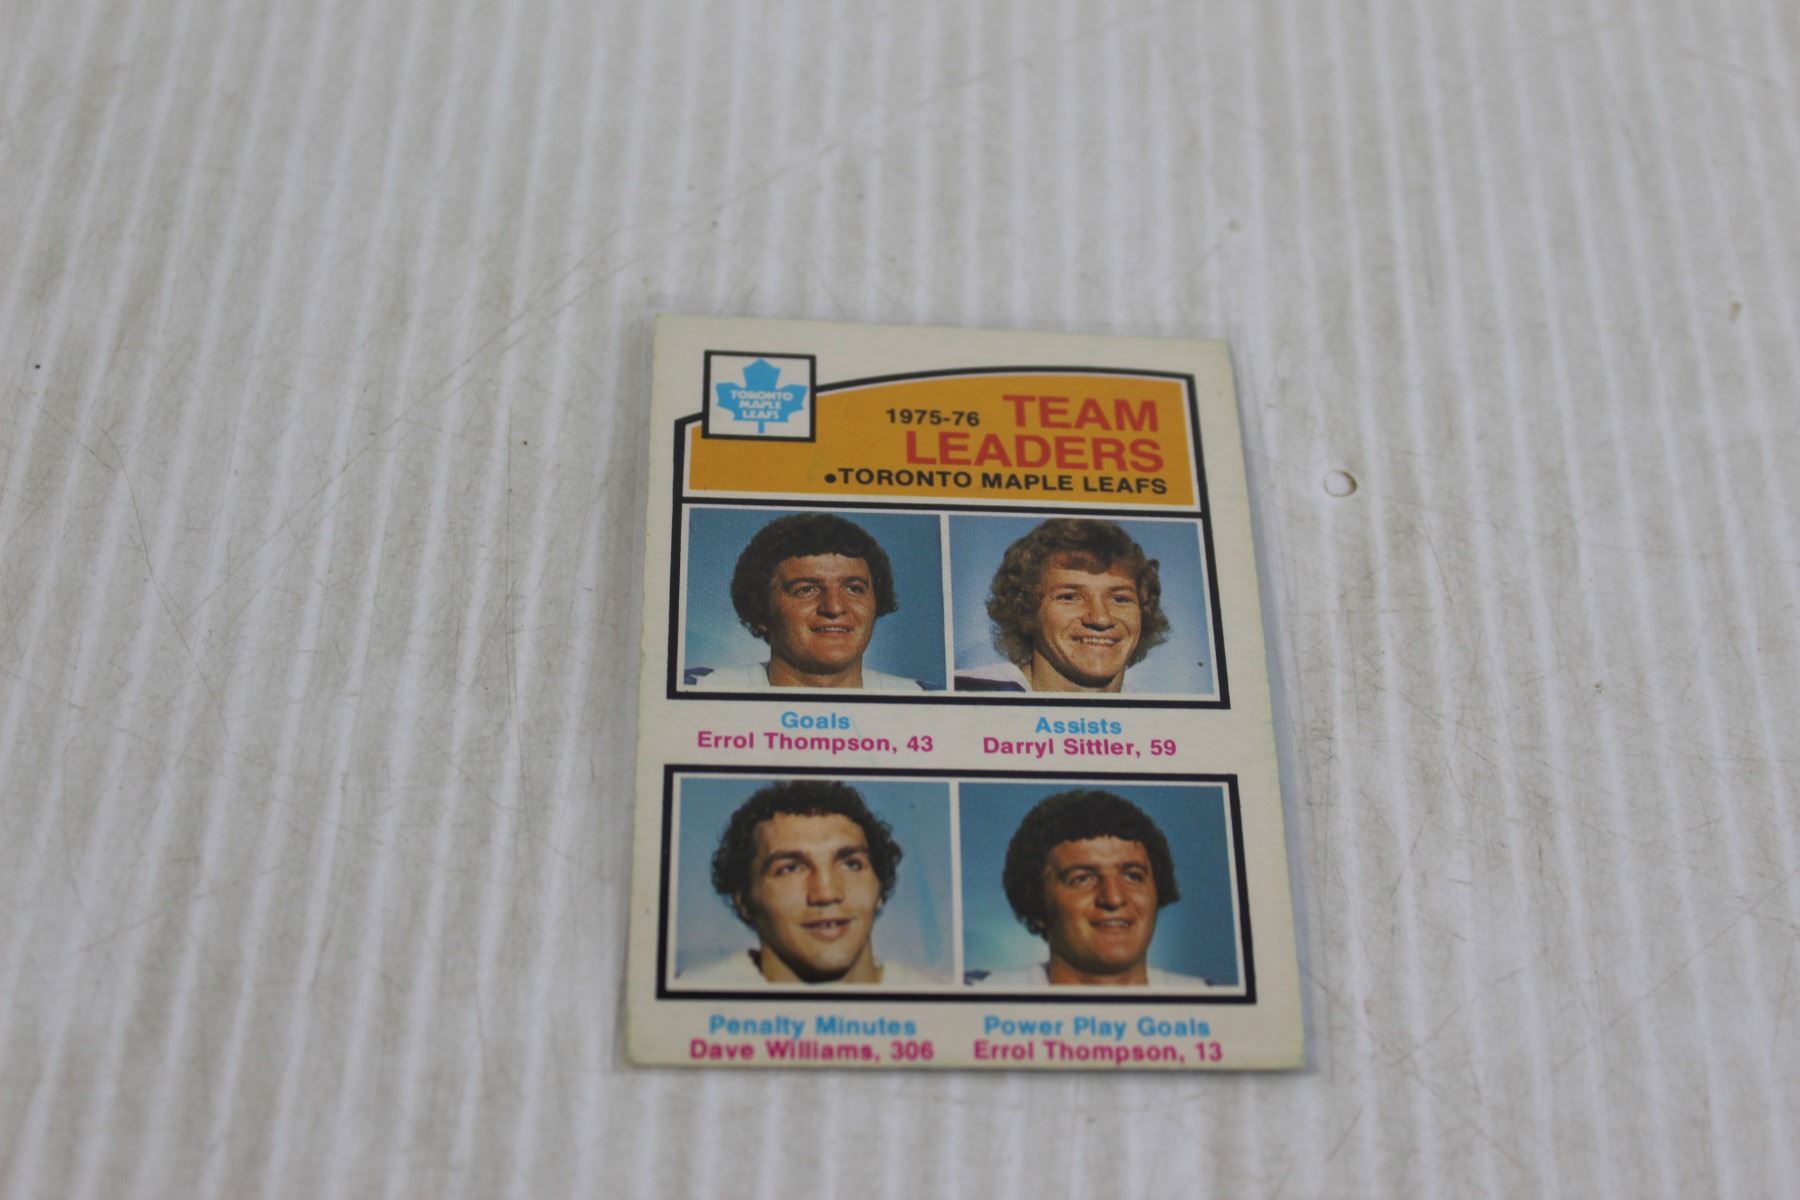 TORONTO
MAPLE
LEAFS
1975-76 TEAM
LEADERS
•TORONTO MAPLE LEAFS
Goals
Errol Thompson, 43
Assists
Darryl Sittler, 59
Penalty Minutes
Dave Williams, 306
Power Play Goals
Errol Thompson, 13